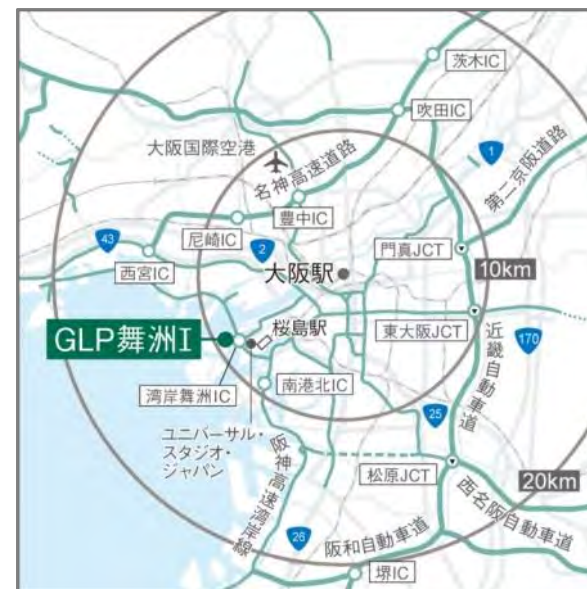 茨木IC
吹田IC
大阪国際空港
名神高速道路
1
第二京阪道路
豊中IC
尼崎IC
43
2
西宮IC
門真JCT
大阪駅
10km
GLP舞洲I
桜島駅
東大阪JCT
近畿自動車道
170
湾岸舞洲IC
南港北IC
25
ユニバーサル・
スタジオ・
ジャパン
阪神高速湾岸線
松原JCT
20km
西名阪自動車道
26
阪和自動車道
堺IC